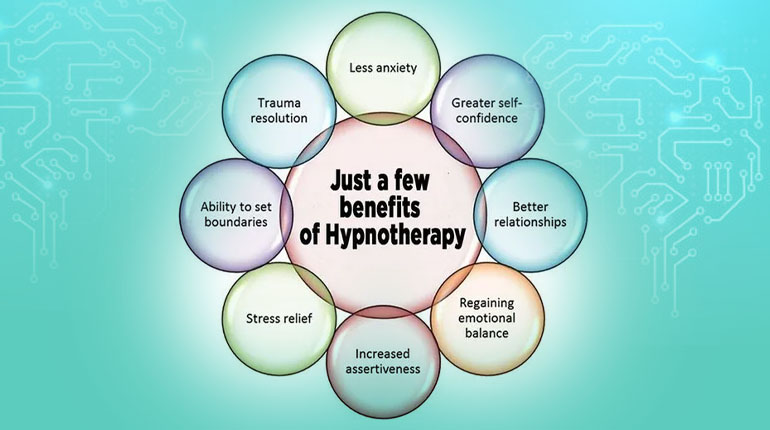 Just a few
benefits
of Hypnotherapy
Less anxiety
Greater self-
confidence
Better
relationships
Regaining
emotional
balance
Increased
assertiveness
Stress relief
Ability to set
boundaries
Trauma
resolution